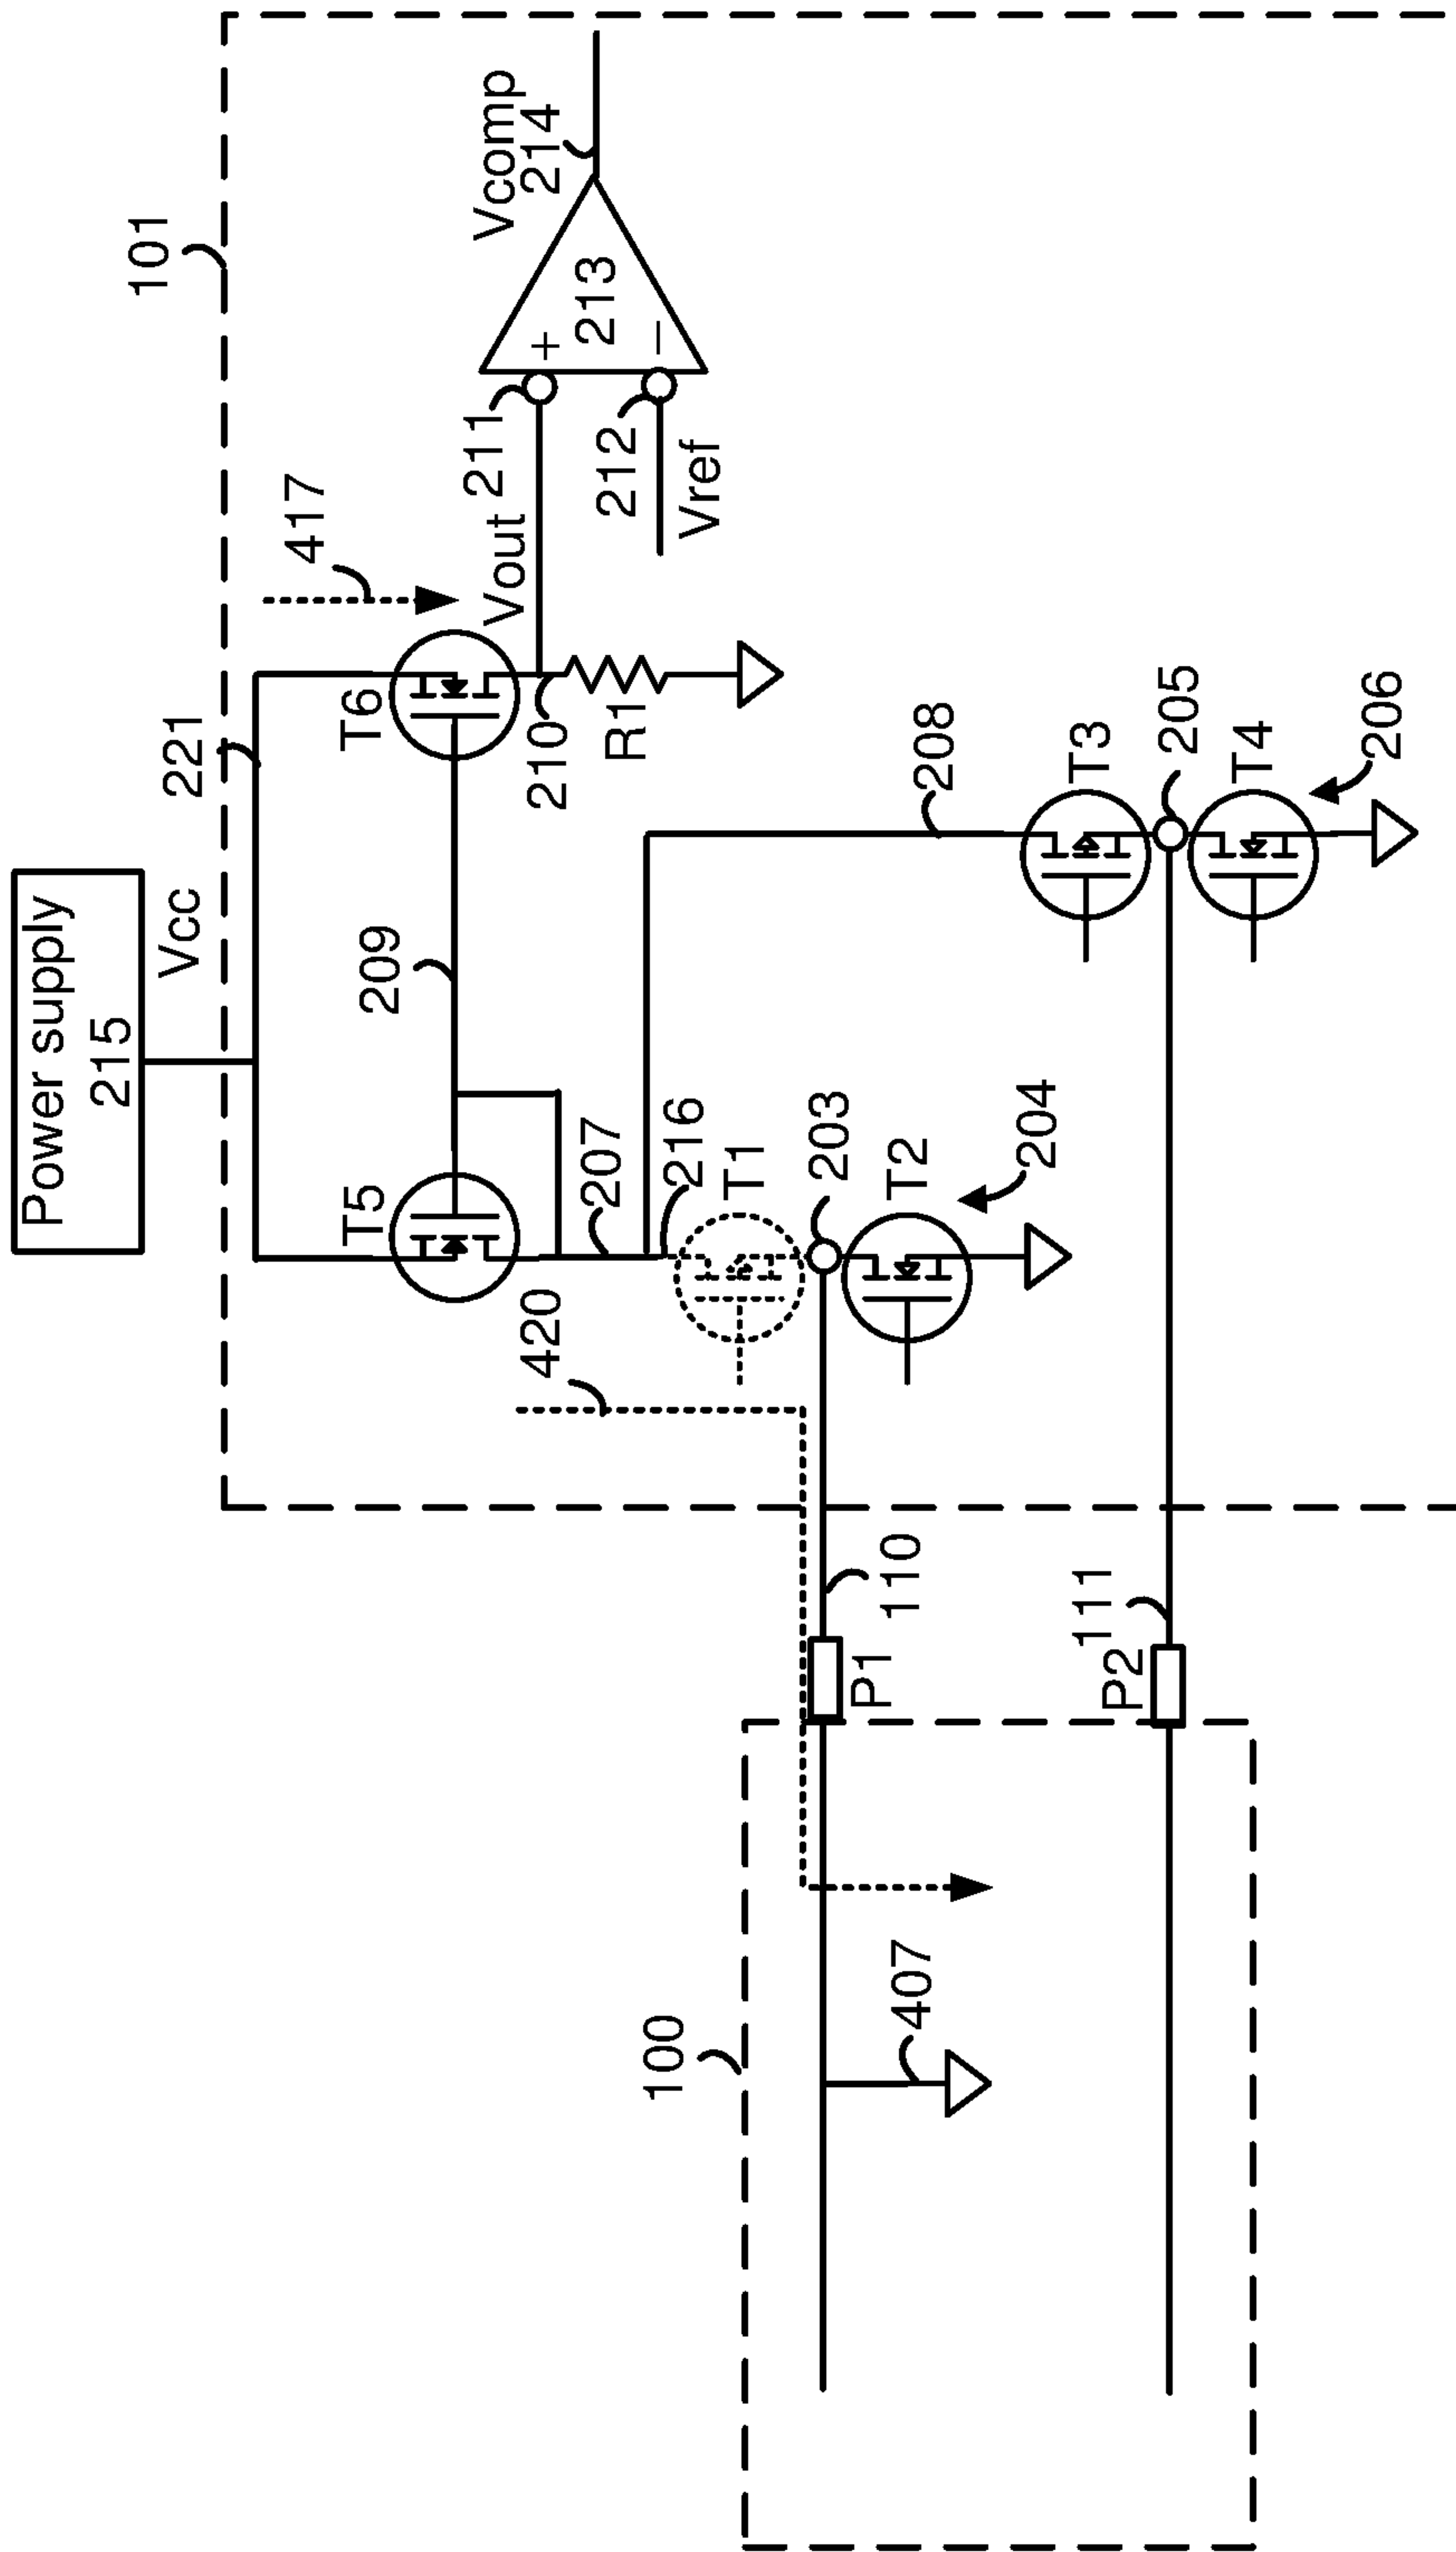 Power supply
215
Vcc
221
101
417
T5
T6
209
210
R1
Vout
211
212
Vref
+
−
213
Vcomp
214
420
207
216
T1
203
T2
204
208
T3
205
T4
206
110
111
P1
P2
100
407